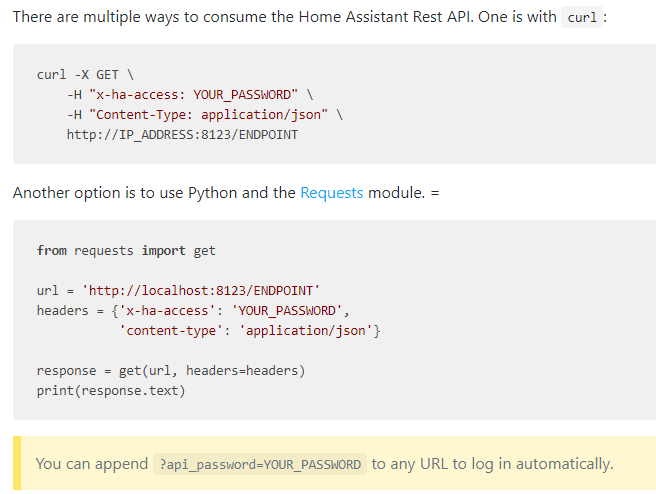 There are multiple ways to consume the Home Assistant Rest API. One is with curl :
curl -X GET \
    -H "x-ha-access: YOUR_PASSWORD" \
    -H "Content-Type: application/json" \
    http://IP_ADDRESS:8123/ENDPOINT
Another option is to use Python and the Requests module. =
from requests import get
url = 'http://localhost:8123/ENDPOINT'
headers = {'x-ha-access': 'YOUR_PASSWORD',
           'content-type': 'application/json'}
response = get(url, headers=headers)
print(response.text)
You can append ?api_password=YOUR_PASSWORD to any URL to log in automatically.